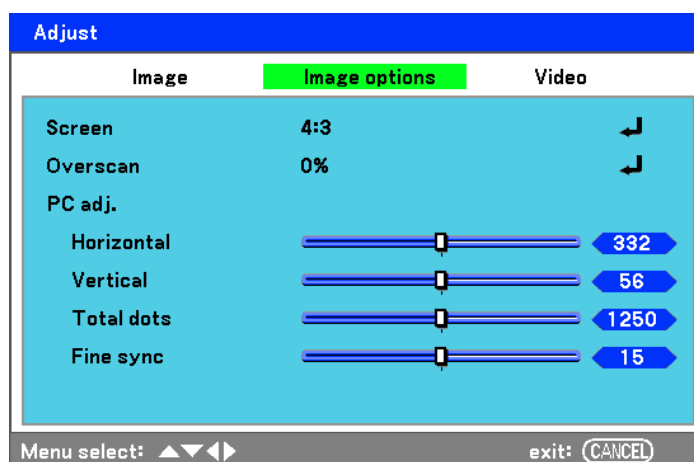 Adjust
Image Image options Video
Screen 4:3
Overscan 0%
PC adj.
Horizontal 332
Vertical 56
Total dots 1250
Fine sync 15
Menu select: ▲▼◀▶ exit: CANCEL